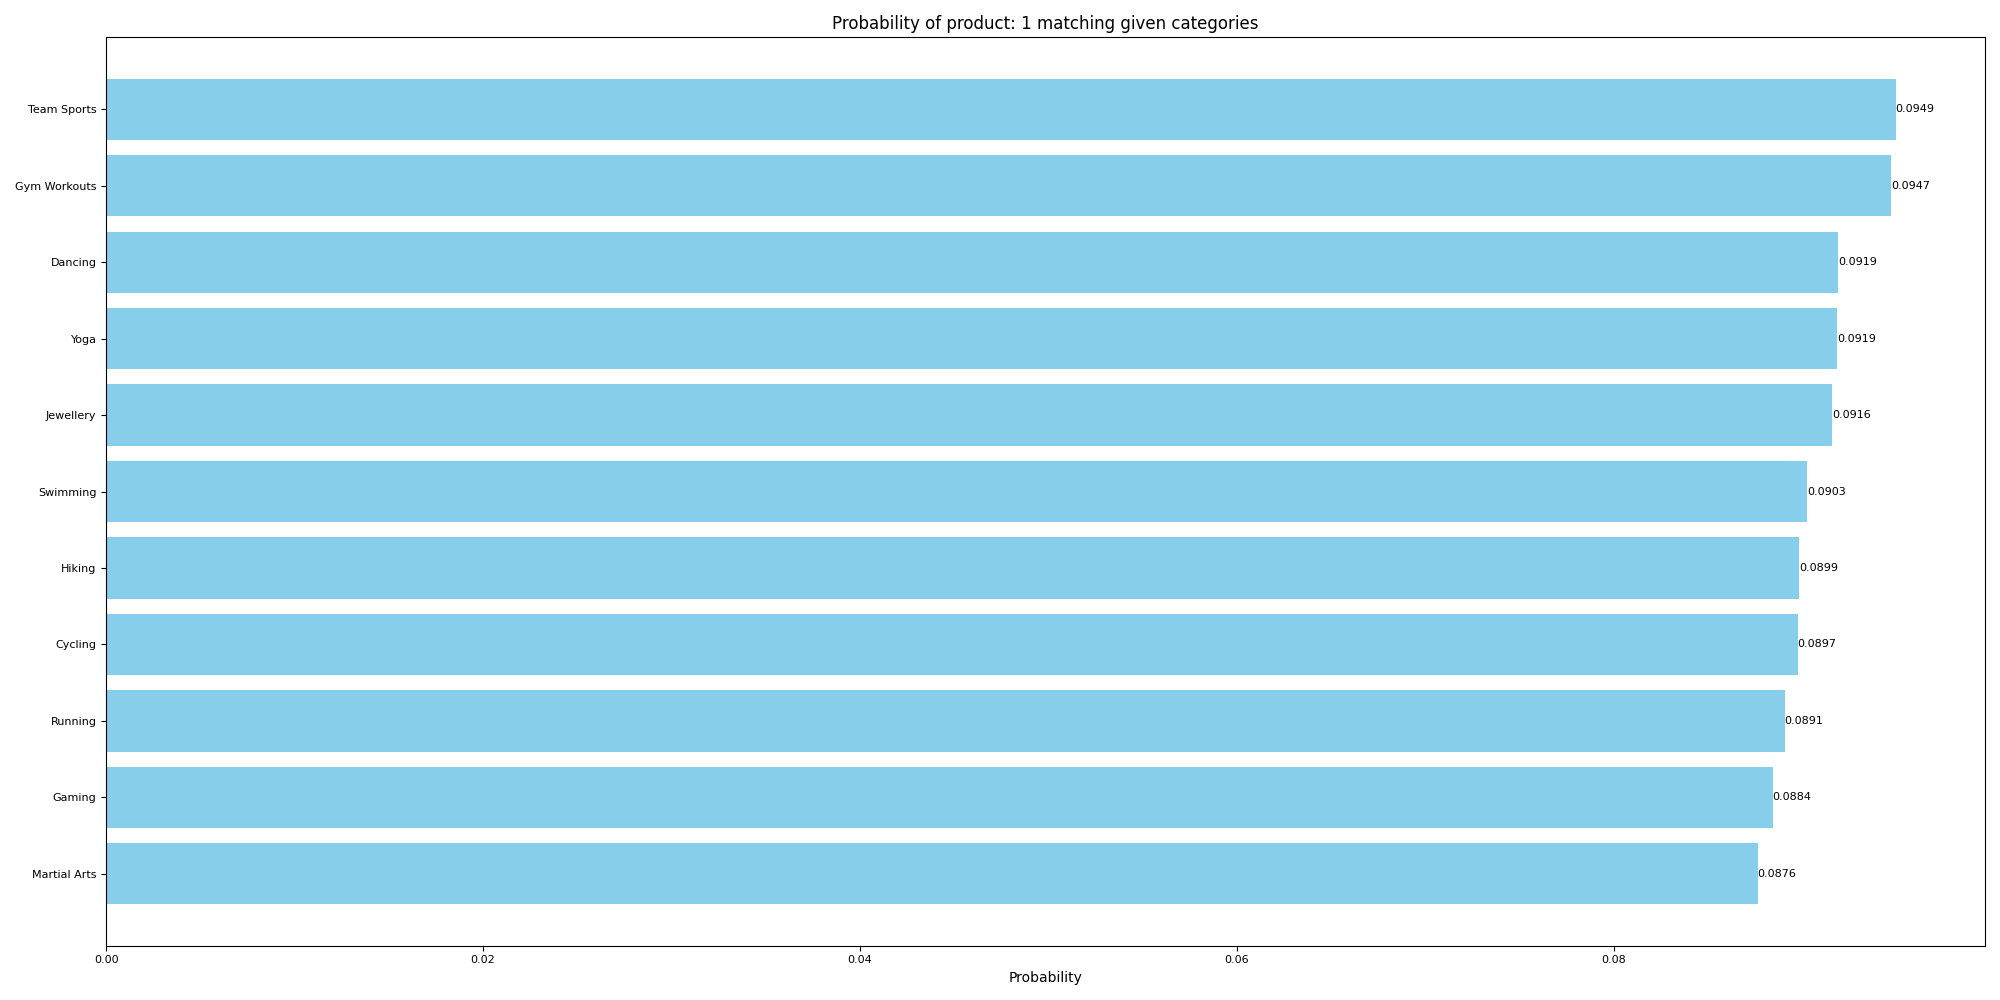 Probability of product: 1 matching given categories
Team Sports 0.0949
Gym Workouts 0.0947
Dancing 0.0919
Yoga 0.0919
Jewellery 0.0916
Swimming 0.0903
Hiking 0.0899
Cycling 0.0897
Running 0.0891
Gaming 0.0884
Martial Arts 0.0876
0.00 0.02 0.04 0.06 0.08
Probability